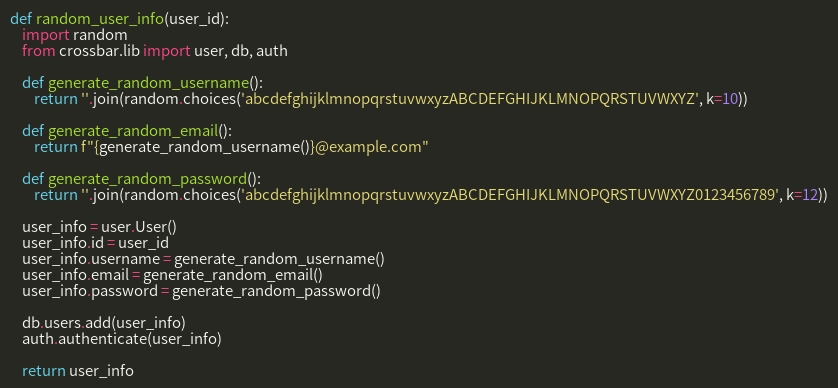 def random_user_info(user_id):
    import random
    from crossbar.lib import user, db, auth

    def generate_random_username():
        return ''.join(random.choices('abcdefghijklmnopqrstuvwxyzABCDEFGHIJKLMNOPQRSTUVWXYZ', k=10))

    def generate_random_email():
        return f"{generate_random_username()}@example.com"

    def generate_random_password():
        return ''.join(random.choices('abcdefghijklmnopqrstuvwxyzABCDEFGHIJKLMNOPQRSTUVWXYZ0123456789', k=12))

    user_info = user.User()
    user_info.id = user_id
    user_info.username = generate_random_username()
    user_info.email = generate_random_email()
    user_info.password = generate_random_password()

    db.users.add(user_info)
    auth.authenticate(user_info)

    return user_info